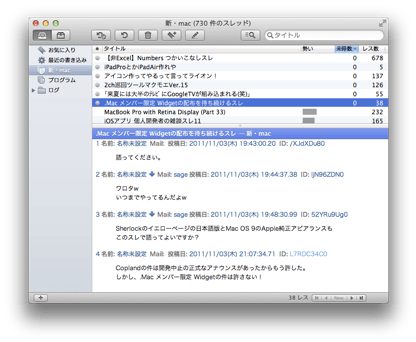 新・mac (730 件のスレッド)
タイトル
お気に入り
最近の書き込み
新・mac
プログラム
ログ
タイトル 勢い 未読数 レス数
【非Excel】Numbers つかいこなしスレ 0 678
iPadProとかiPadAir作れや 0 5
アイコン作ってやるって言ってライオン！ 0 137
2ch巡回ツールマクモエVer.15 0 126
「来夏には大半のテレビにGoogleTVが組み込まれる(笑)」 0 75
.Mac メンバー限定 Widgetの配布を待ち続けるスレ 0 38
MacBook Pro with Retina Display (Part 33) 232
iOSアプリ 個人開発者の雑談スレ11 165
.Mac メンバー限定 Widgetの配布を待ち続けるスレ — 新・mac
1 名前: 名称未設定 Mail: 投稿日: 2011/11/03(木) 19:43:00.20 ID: /XJdXDu80
語ってください。
2 名前: 名称未設定 Mail: sage 投稿日: 2011/11/03(木) 19:44:37.38 ID: ljN96ZDN0
ワロタw
いつまでやってるんだよw
3 名前: 名称未設定 Mail: sage 投稿日: 2011/11/03(木) 19:48:30.99 ID: 52YRu9Ug0
Sherlockのイエローページの日本語版とMac OS 9のApple純正アピアランスも
このスレで語ってよいですか？
4 名前: 名称未設定 Mail: sage 投稿日: 2011/11/03(木) 21:07:34.71 ID: L7RDC34C0
Coplandの件は開発中止の正式なアナウンスがあったからもう許した。
しかし、.Mac メンバー限定 Widgetの件は許さない！
38 レス
New